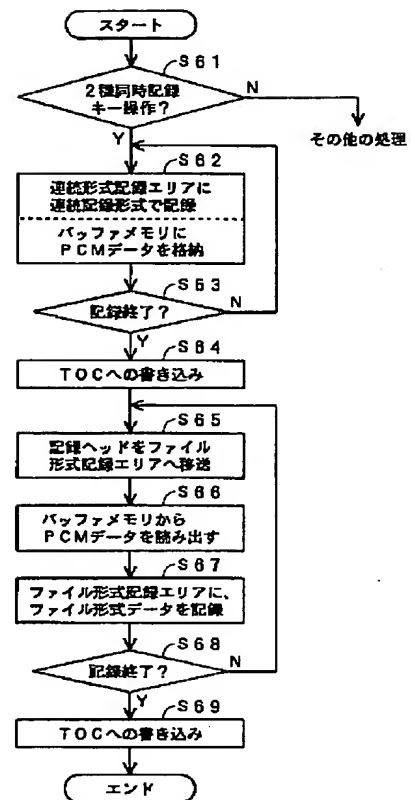 スタート
S61
2種同時記録
キー操作?
N
Y
その他の処理
S62
連続形式記録エリアに
連続記録形式で記録
バッファメモリに
PCMデータを格納
S63
記録終了?
N
Y
S64
TOCへの書き込み
S65
記録ヘッドをファイル
形式記録エリアへ移送
S66
バッファメモリから
PCMデータを読み出す
S67
ファイル形式記録エリアに、
ファイル形式データを記録
S68
記録終了?
N
Y
S69
TOCへの書き込み
エンド